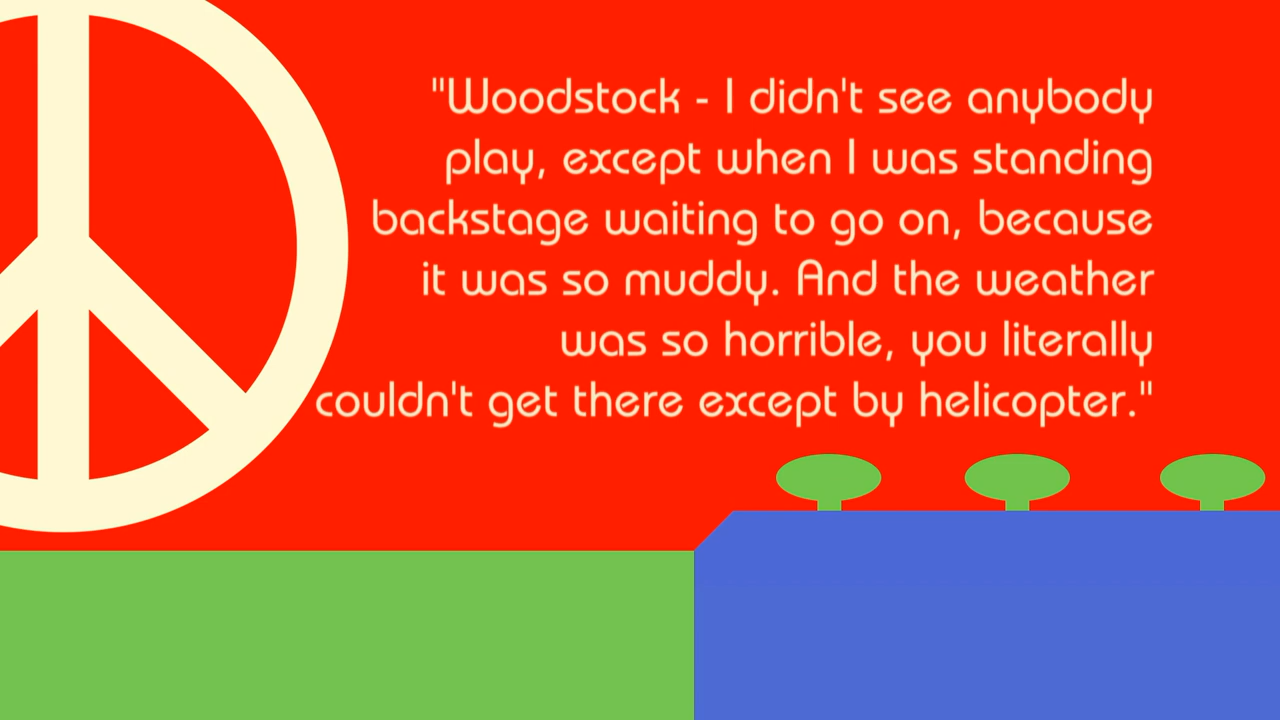 "Woodstock - I didn't see anybody
play, except when I was standing
backstage waiting to go on, because
it was so muddy. And the weather
was so horrible, you literally
couldn't get there except by helicopter."